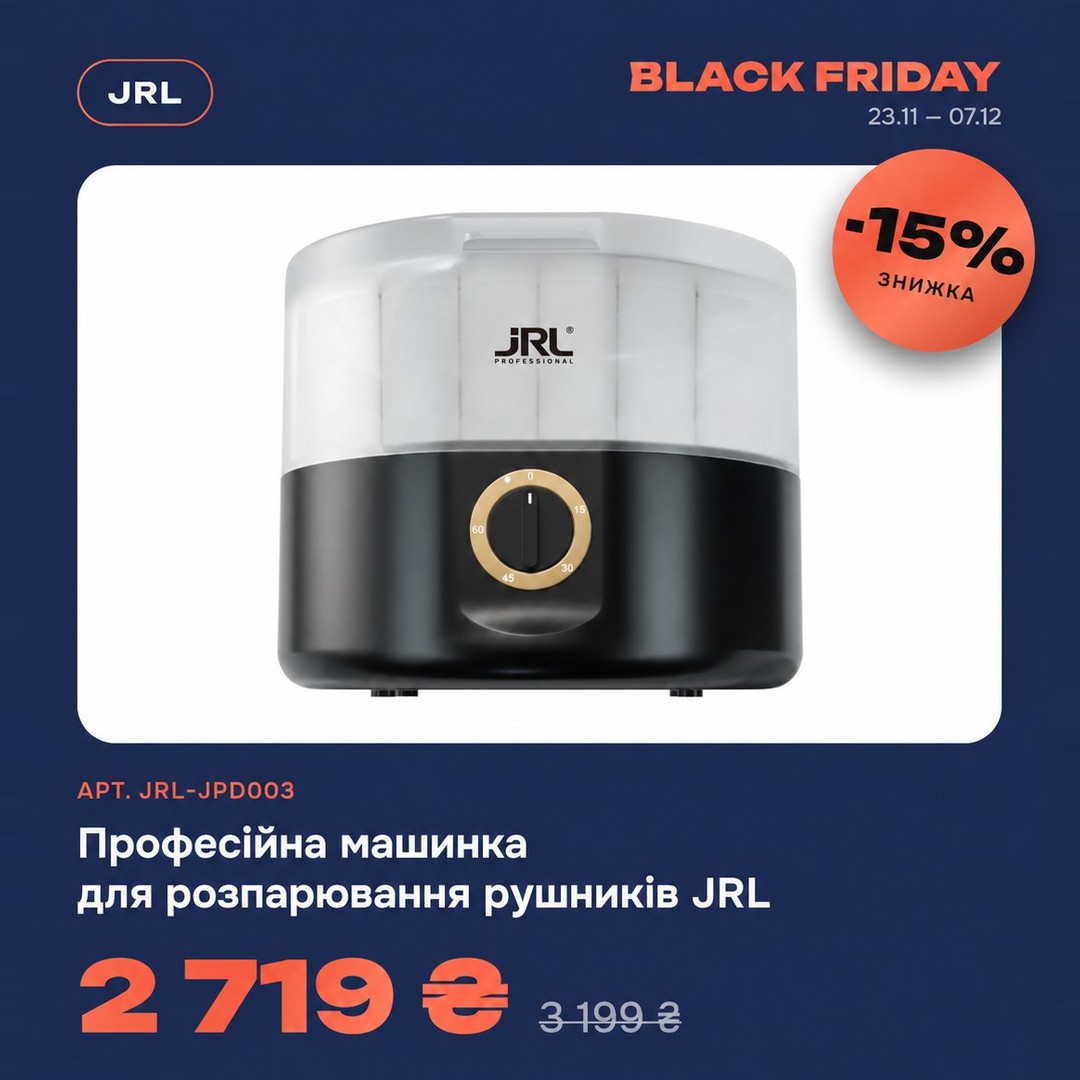 JRL
BLACK FRIDAY
23.11 – 07.12
-15%
ЗНИЖКА
JRL®
PROFESSIONAL
0
15
30
45
60
АРТ. JRL-JPD003
Професійна машинка
для розпарювання рушників JRL
2 719 ₴
3 199 ₴